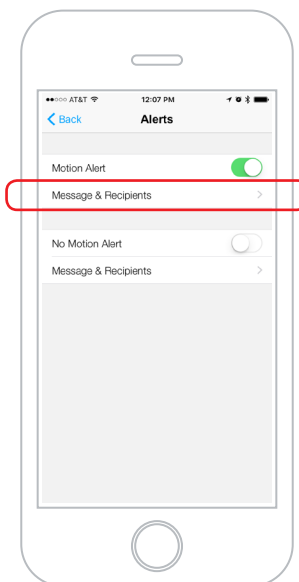 AT&T 12:07 PM
Back Alerts
Motion Alert
Message & Recipients
No Motion Alert
Message & Recipients